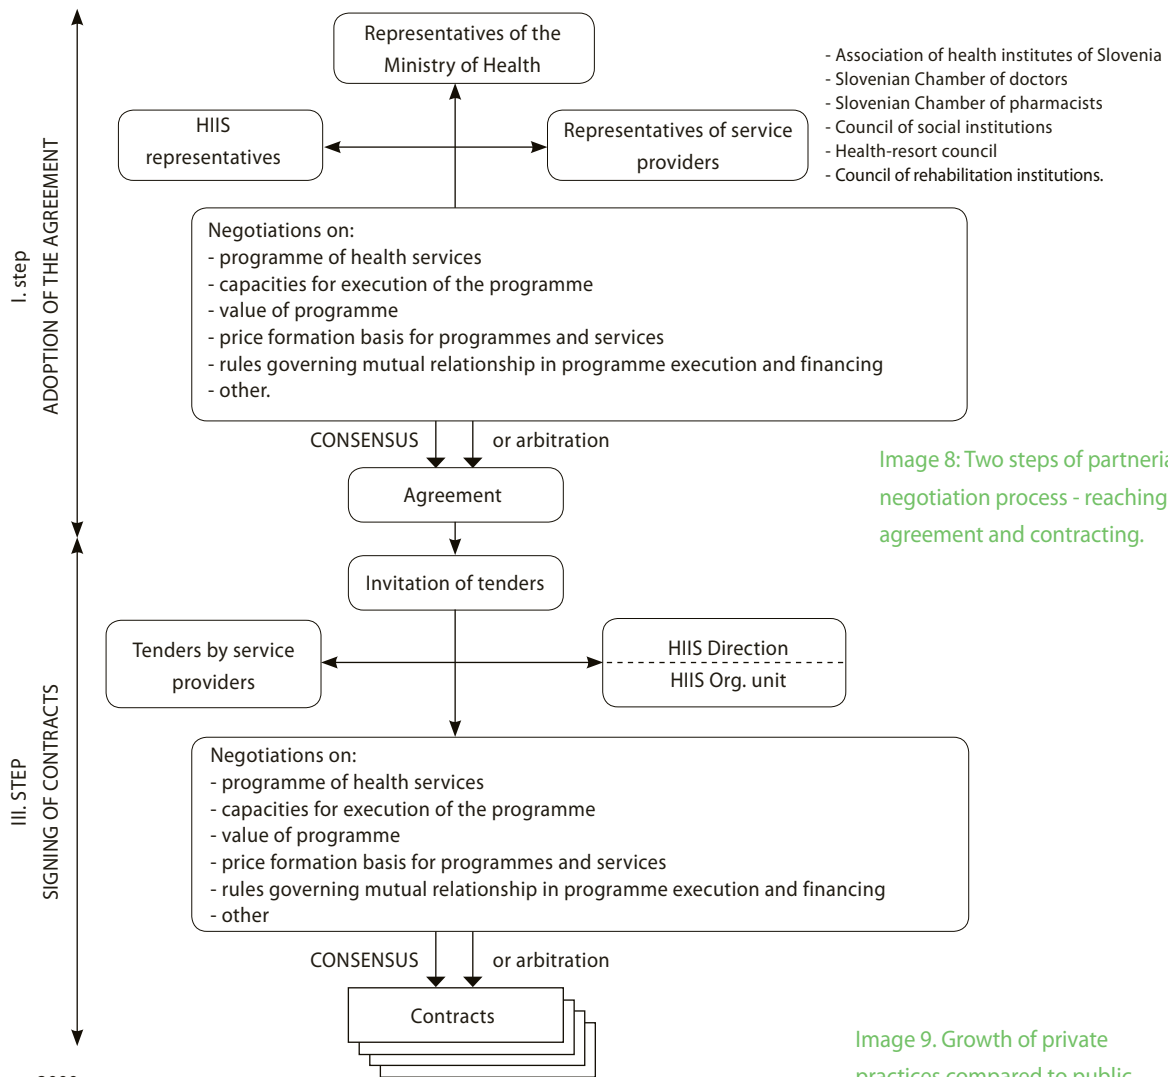 Representatives of the
Ministry of Health
- Association of health institutes of Slovenia
- Slovenian Chamber of doctors
- Slovenian Chamber of pharmacists
- Council of social institutions
- Health-resort council
- Council of rehabilitation institutions.
HIIS
representatives
Representatives of service
providers
I. step
ADOPTION OF THE AGREEMENT
Negotiations on:
- programme of health services
- capacities for execution of the programme
- value of programme
- price formation basis for programmes and services
- rules governing mutual relationship in programme execution and financing
- other.
CONSENSUS or arbitration
Agreement
Image 8: Two steps of partneria
negotiation process - reaching
agreement and contracting.
Invitation of tenders
Tenders by service
providers
HIIS Direction
HIIS Org. unit
III. STEP
SIGNING OF CONTRACTS
Negotiations on:
- programme of health services
- capacities for execution of the programme
- value of programme
- price formation basis for programmes and services
- rules governing mutual relationship in programme execution and financing
- other
CONSENSUS or arbitration
Contracts
Image 9. Growth of private
practices compared to public